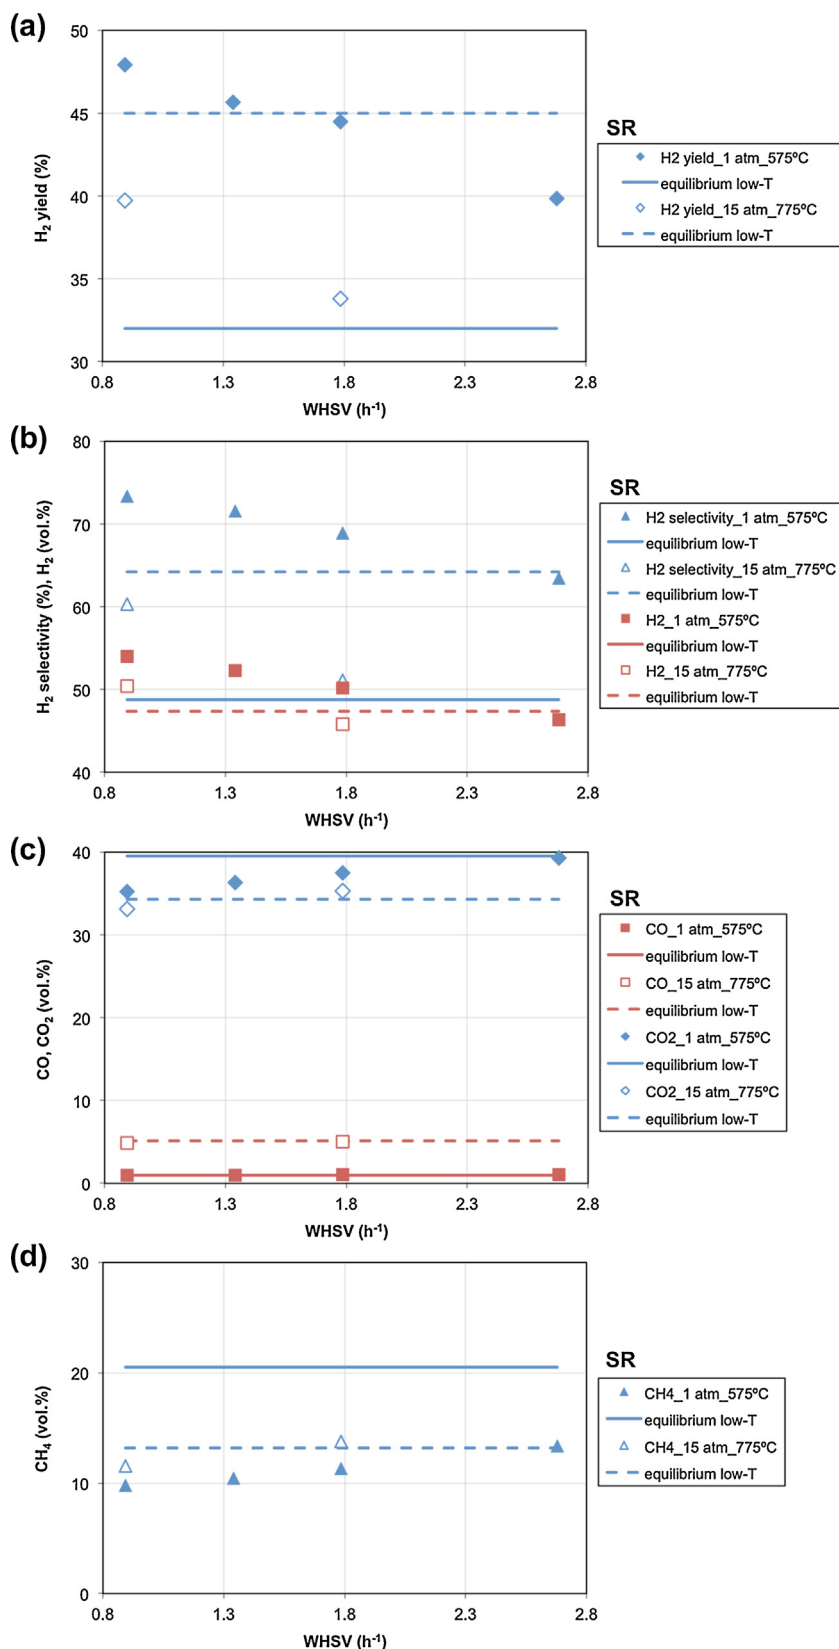 (a)
50
45
40
35
30
H2 yield (%)
0.8 1.3 1.8 2.3 2.8
WHSV (h-1)
SR
H2 yield_1 atm_575ºC
equilibrium low-T
H2 yield_15 atm_775ºC
equilibrium low-T
(b)
80
70
60
50
40
H2 selectivity (%), H2 (vol.%)
0.8 1.3 1.8 2.3 2.8
WHSV (h-1)
SR
H2 selectivity_1 atm_575ºC
equilibrium low-T
H2 selectivity_15 atm_775ºC
equilibrium low-T
H2_1 atm_575ºC
equilibrium low-T
H2_15 atm_775ºC
equilibrium low-T
(c)
40
30
20
10
0
CO, CO2 (vol.%)
0.8 1.3 1.8 2.3 2.8
WHSV (h-1)
SR
CO_1 atm_575ºC
equilibrium low-T
CO_15 atm_775ºC
equilibrium low-T
CO2_1 atm_575ºC
equilibrium low-T
CO2_15 atm_775ºC
equilibrium low-T
(d)
30
20
10
0
CH4 (vol.%)
0.8 1.3 1.8 2.3 2.8
WHSV (h-1)
SR
CH4_1 atm_575ºC
equilibrium low-T
CH4_15 atm_775ºC
equilibrium low-T